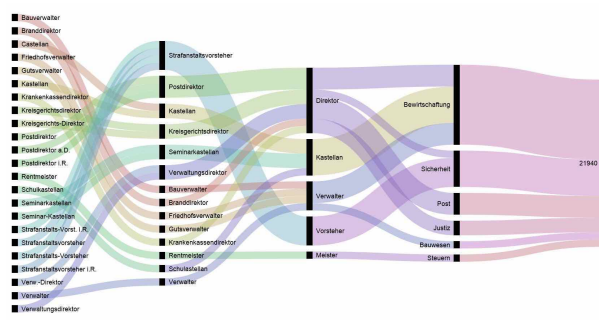 Bauverwalter
Branddirektor
Castellan
Friedhofsverwalter
Gutsverwalter
Kastellan
Krankenkassendirektor
Kreisgerichtsdirektor
Kreisgerichts-Direktor
Postdirektor
Postdirektor a.D.
Postdirektor i.R.
Rentmeister
Schulkastellan
Seminarkastellan
Seminar-Kastellan
Strafanstalts-Vorst. i.R.
Strafanstaltsvorsteher
Strafanstalts-Vorsteher
Strafanstaltsvorsteher i.R.
Verw.-Direktor
Verwalter
Verwaltungsdirektor
Strafanstaltsvorsteher
Postdirektor
Kastellan
Kreisgerichtsdirektor
Seminarkastellan
Verwaltungsdirektor
Bauverwalter
Branddirektor
Friedhofsverwalter
Gutsverwalter
Krankenkassendirektor
Rentmeister
Schulastellan
Verwalter
Direktor
Kastellan
Verwalter
Vorsteher
Meister
Bewirtschaftung
Sicherheit
Post
Justiz
Bauwesen
Steuern
21940